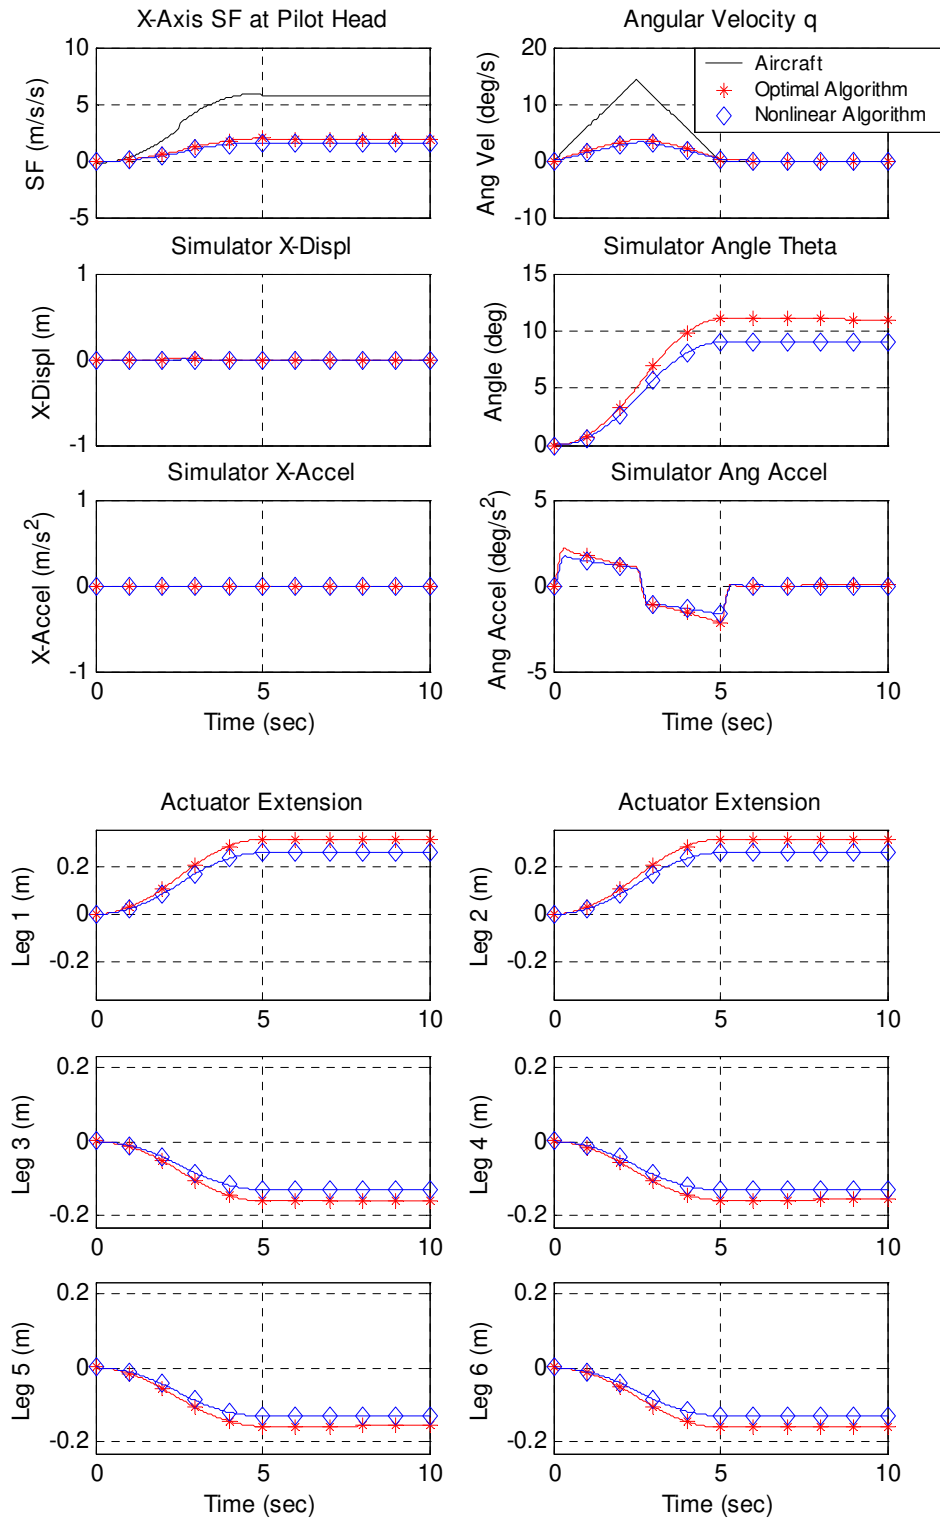 X-Axis SF at Pilot Head
10
5
0
-5
SF (m/s/s)
Angular Velocity q
20
10
0
-10
Ang Vel (deg/s)
Aircraft
Optimal Algorithm
Nonlinear Algorithm
Simulator X-Displ
1
0
-1
X-Displ (m)
Simulator Angle Theta
15
10
5
0
Angle (deg)
Simulator X-Accel
1
0
-1
X-Accel (m/s²)
0 5 10
Time (sec)
Simulator Ang Accel
5
0
-5
Ang Accel (deg/s²)
0 5 10
Time (sec)
Actuator Extension
0.2
0
-0.2
Leg 1 (m)
0 5 10
Actuator Extension
0.2
0
-0.2
Leg 2 (m)
0 5 10
0.2
0
-0.2
Leg 3 (m)
0 5 10
0.2
0
-0.2
Leg 4 (m)
0 5 10
0.2
0
-0.2
Leg 5 (m)
0 5 10
Time (sec)
0.2
0
-0.2
Leg 6 (m)
0 5 10
Time (sec)